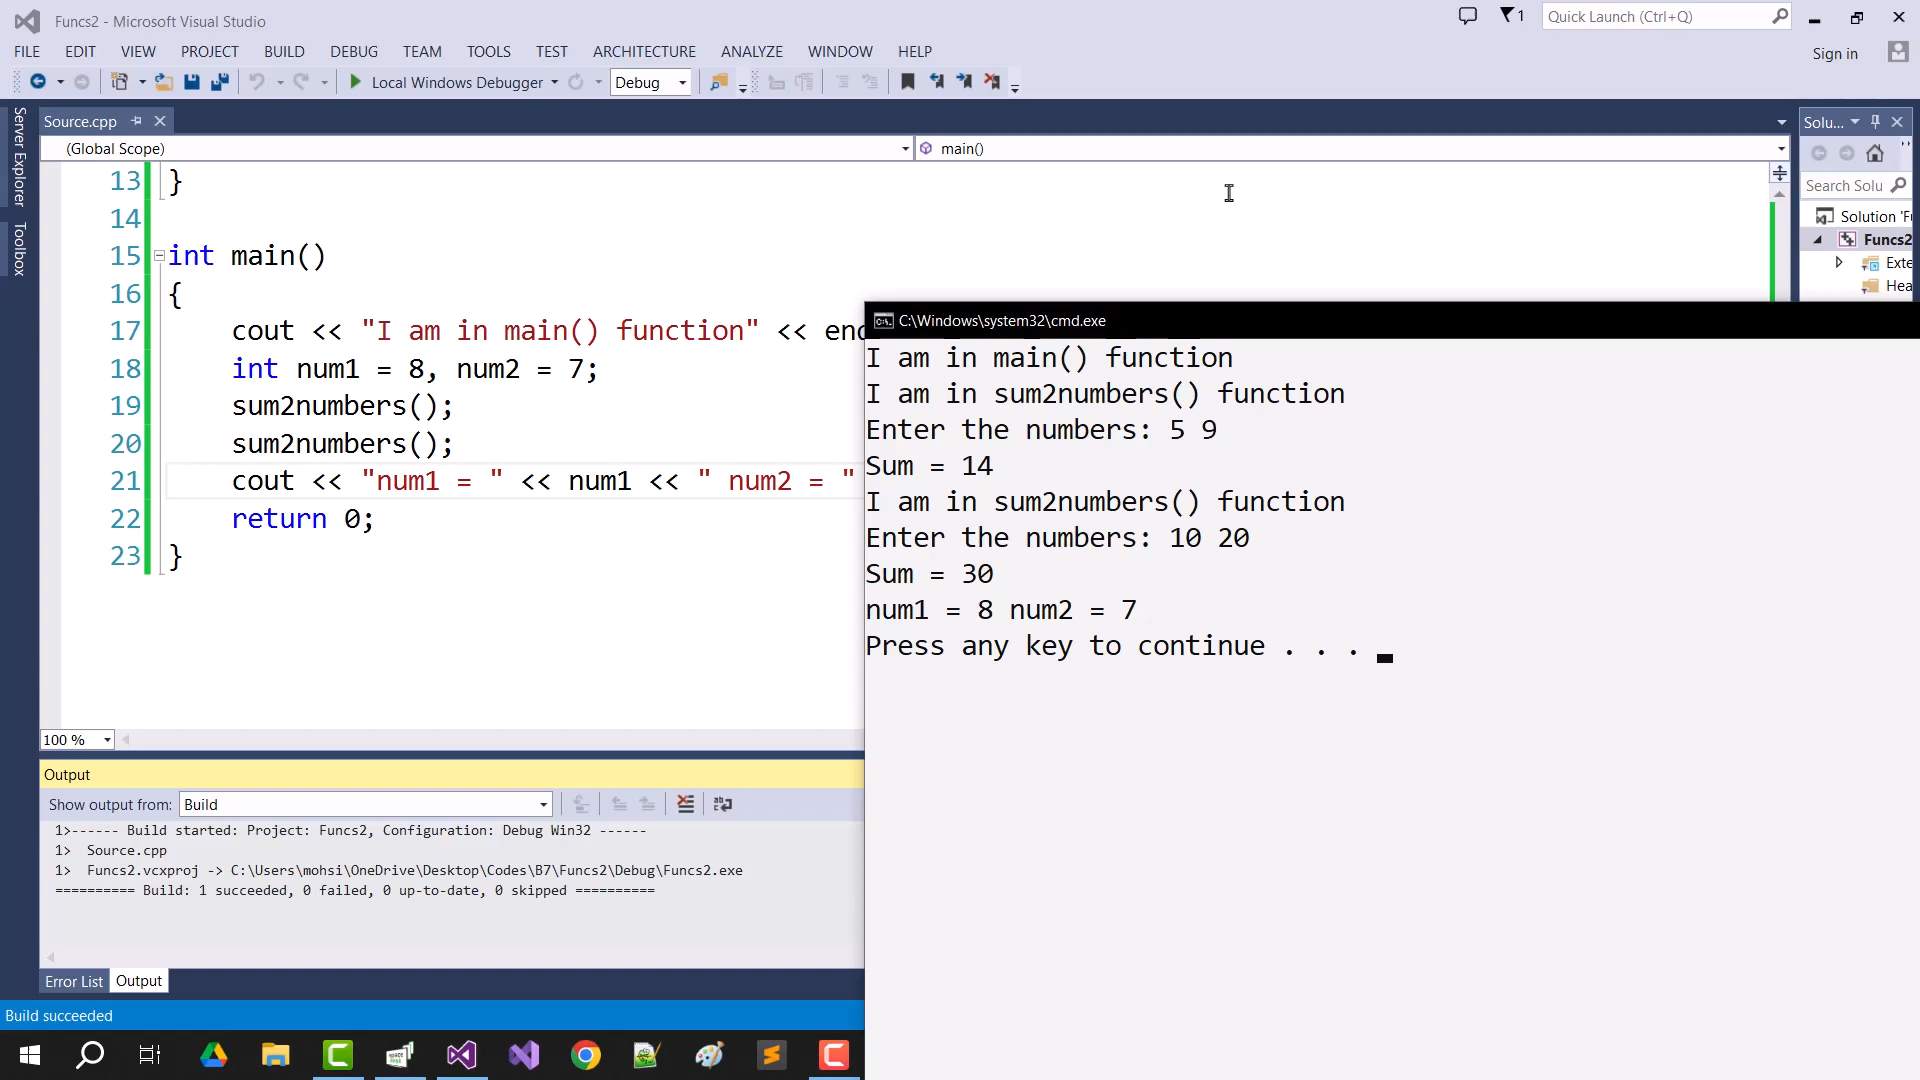 Funcs2 - Microsoft Visual Studio
1
Quick Launch (Ctrl+Q)
FILE EDIT VIEW PROJECT BUILD DEBUG TEAM TOOLS TEST ARCHITECTURE ANALYZE WINDOW HELP
Sign in
Local Windows Debugger
Debug
Server Explorer
Toolbox
Source.cpp
(Global Scope)
main()
13 }
14
15 int main()
16 {
17 cout << "I am in main() function" << end
18 int num1 = 8, num2 = 7;
19 sum2numbers();
20 sum2numbers();
21 cout << "num1 = " << num1 << " num2 = "
22 return 0;
23 }
100 %
Solu...
Search Solu
Solution 'F
Funcs2
Exte
Hea
C:\Windows\system32\cmd.exe
I am in main() function
I am in sum2numbers() function
Enter the numbers: 5 9
Sum = 14
I am in sum2numbers() function
Enter the numbers: 10 20
Sum = 30
num1 = 8 num2 = 7
Press any key to continue . . .
Output
Show output from: Build
1>------ Build started: Project: Funcs2, Configuration: Debug Win32 ------
1> Source.cpp
1> Funcs2.vcxproj -> C:\Users\mohsi\OneDrive\Desktop\Codes\B7\Funcs2\Debug\Funcs2.exe
========== Build: 1 succeeded, 0 failed, 0 up-to-date, 0 skipped ==========
Error List Output
Build succeeded